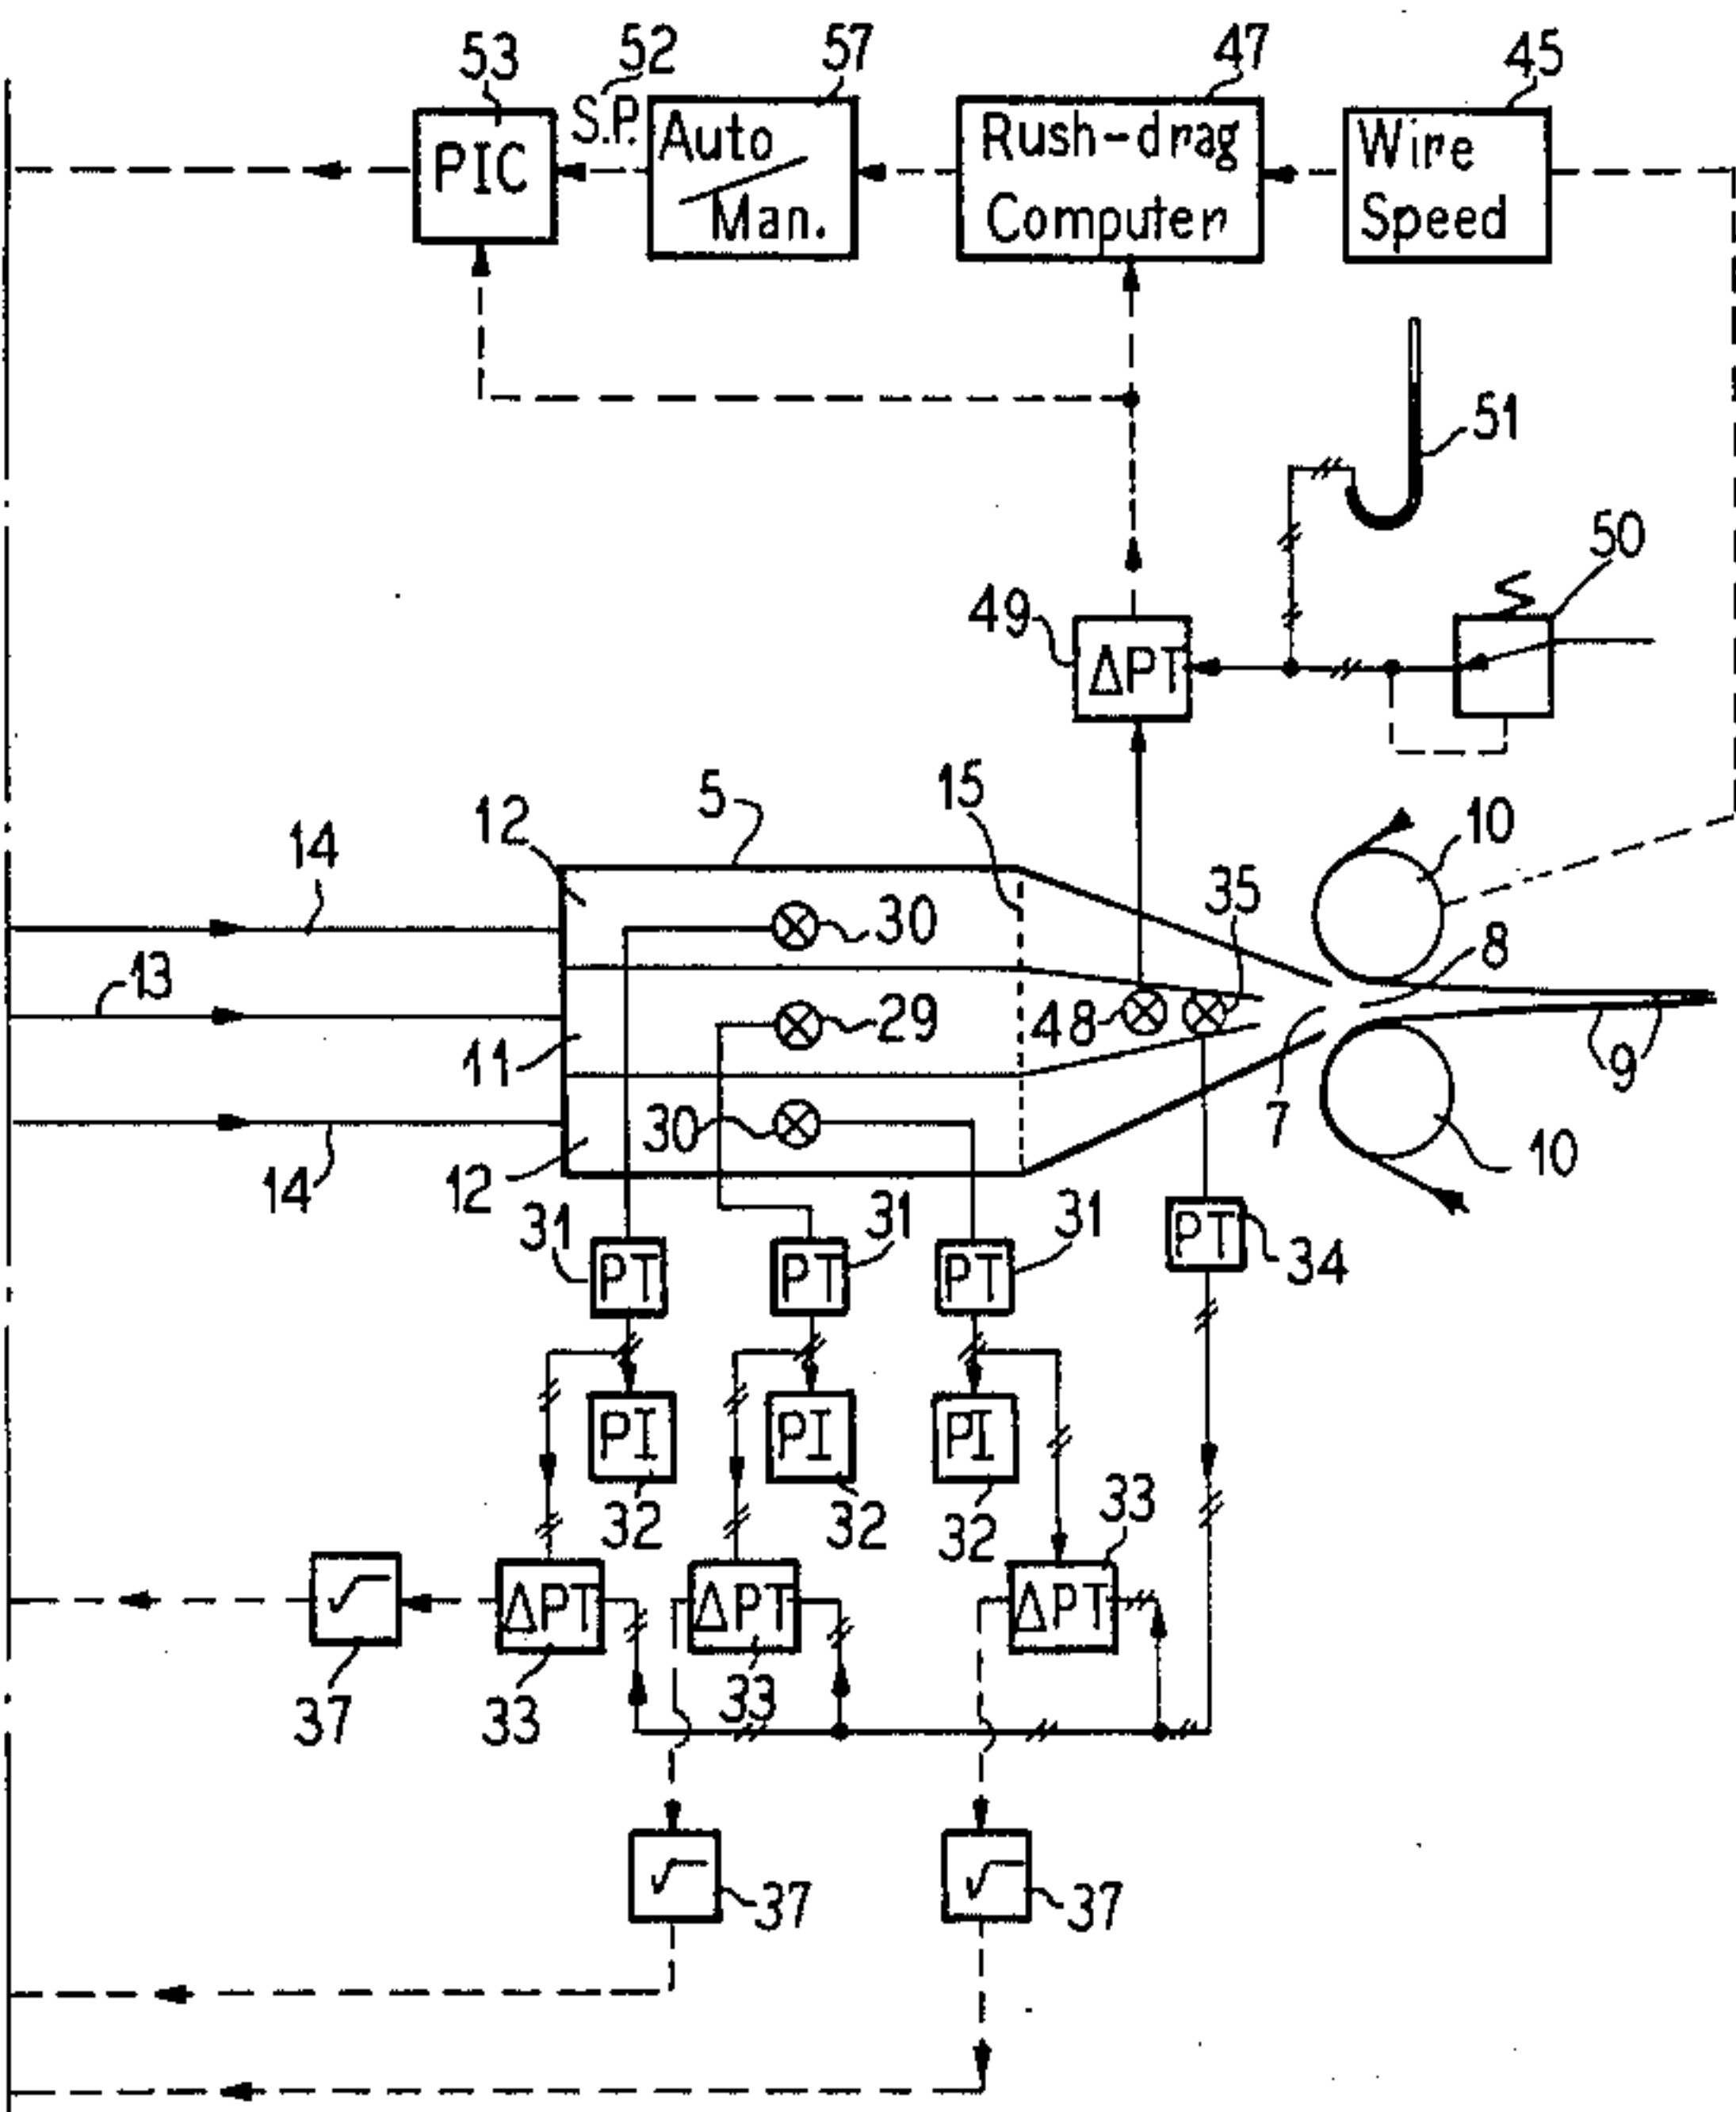 53
52
57
47
45
S.P.
PIC
Auto
Man.
Rush-drag
Computer
Wire
Speed
51
50
49
ΔPT
5
15
12
10
14
30
35
8
13
29
48
11
9
30
7
12
10
14
31
PT
31
PT
31
PT
PT
34
PI
PI
PI
32
32
32
33
ΔPT
ΔPT
ΔPT
37
33
33
37
37